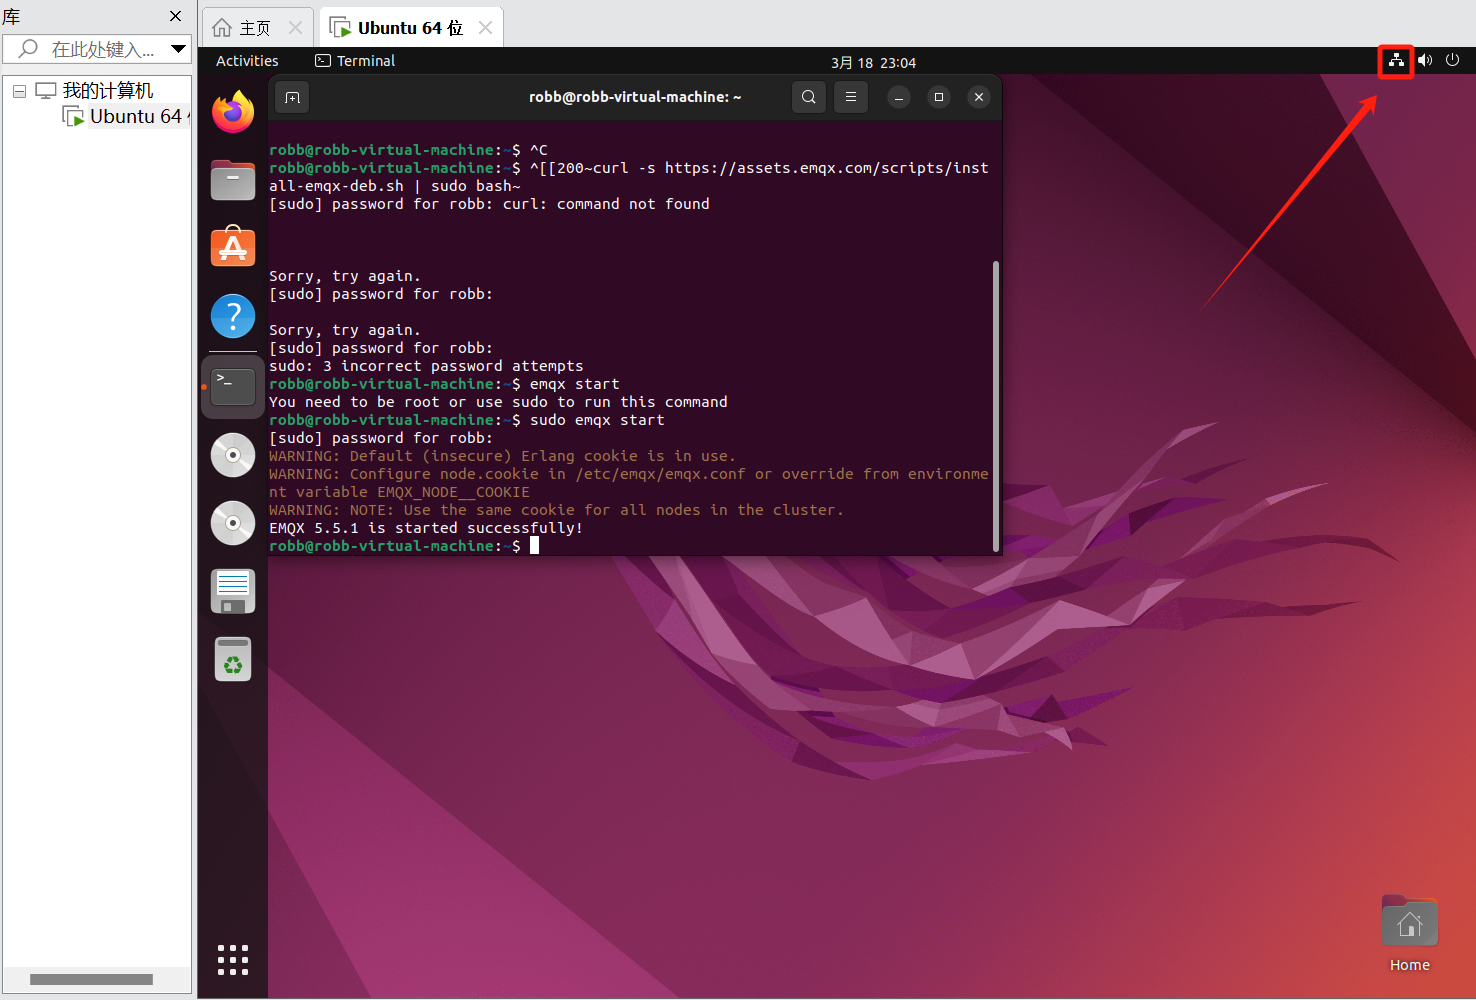 库
在此处键入...
我的计算机
Ubuntu 64
主页
Ubuntu 64 位
Activities
Terminal
3月 18 23:04
robb@robb-virtual-machine: ~
robb@robb-virtual-machine:~$ ^C
robb@robb-virtual-machine:~$ ^[[200~curl -s https://assets.emqx.com/scripts/inst
all-emqx-deb.sh | sudo bash~
[sudo] password for robb: curl: command not found
Sorry, try again.
[sudo] password for robb:
Sorry, try again.
[sudo] password for robb:
sudo: 3 incorrect password attempts
robb@robb-virtual-machine:~$ emqx start
You need to be root or use sudo to run this command
robb@robb-virtual-machine:~$ sudo emqx start
[sudo] password for robb:
WARNING: Default (insecure) Erlang cookie is in use.
WARNING: Configure node.cookie in /etc/emqx/emqx.conf or override from environme
nt variable EMQX_NODE__COOKIE
WARNING: NOTE: Use the same cookie for all nodes in the cluster.
EMQX 5.5.1 is started successfully!
robb@robb-virtual-machine:~$
Home